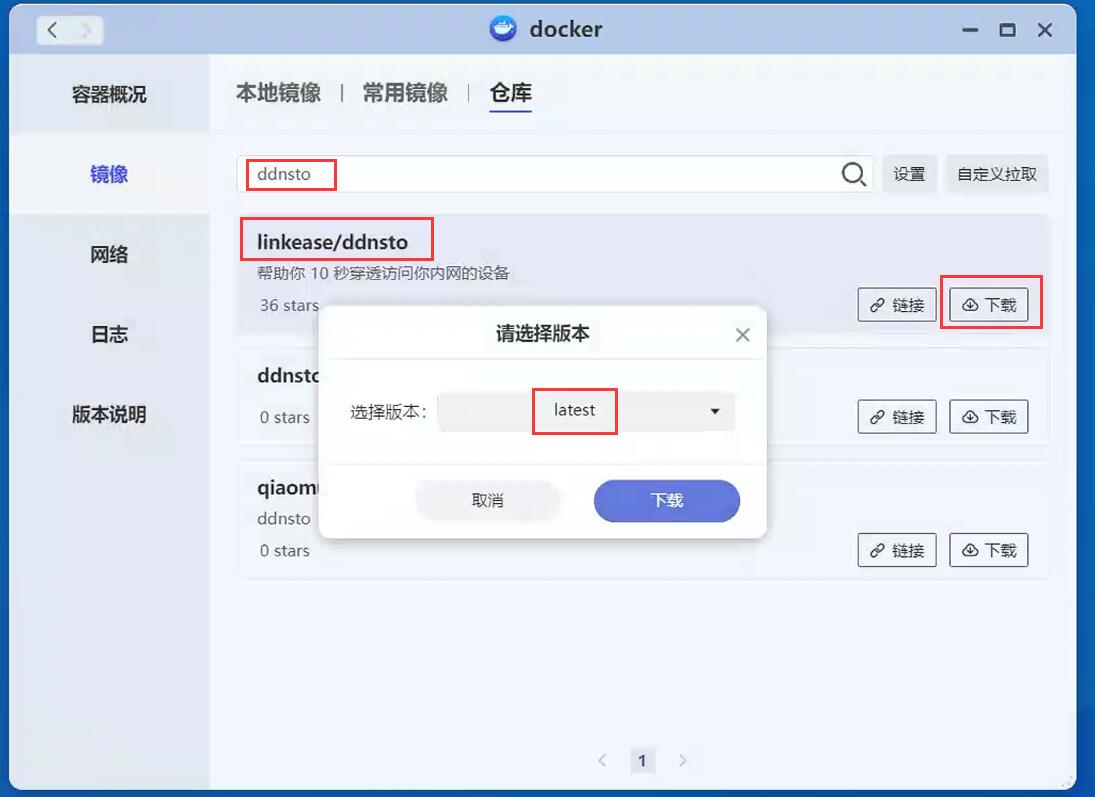 docker
容器概况
镜像
网络
日志
版本说明
本地镜像 | 常用镜像 | 仓库
ddnsto
设置
自定义拉取
linkease/ddnsto
帮助你 10 秒穿透访问你内网的设备
36 stars
链接
下载
0 stars
链接
下载
ddnsto
0 stars
链接
下载
请选择版本
选择版本: latest
取消
下载
1